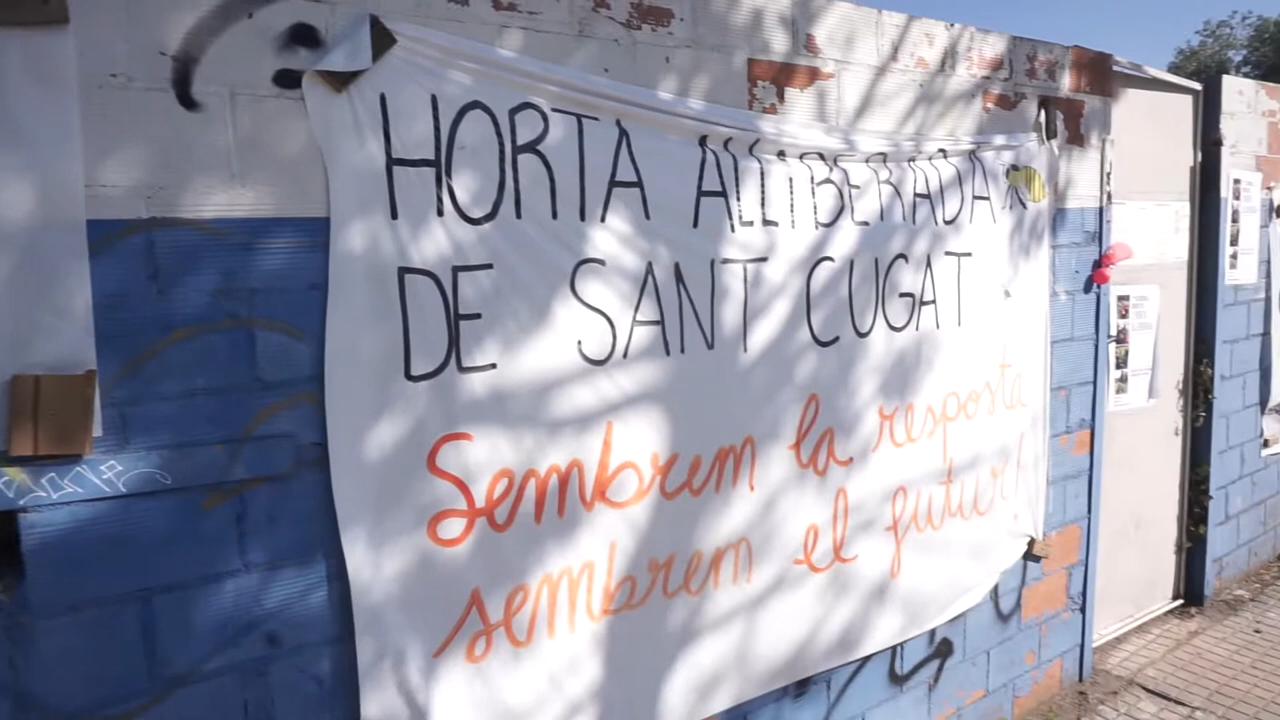 HORTA ALLIBERADA
DE SANT CUGAT
Sembrem la resposta
sembrem el futur!